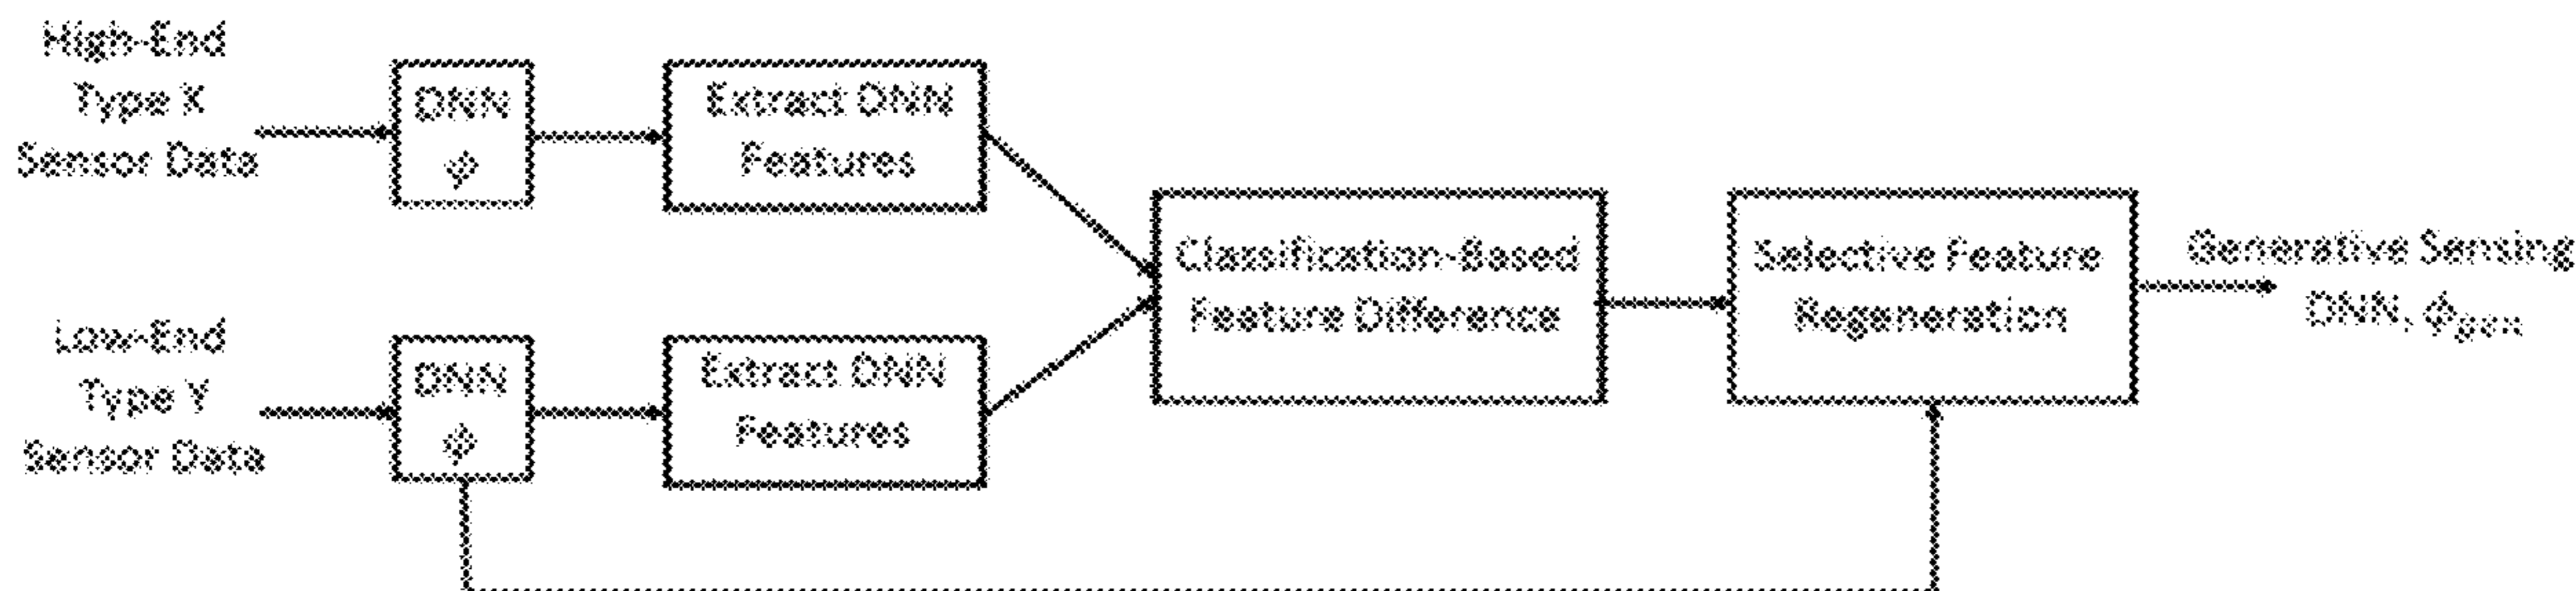 High-End
Type X
Sensor Data
DNN
ϕ
Extract DNN
Features
Low-End
Type Y
Sensor Data
DNN
ϕ
Extract DNN
Features
Classification-Based
Feature Difference
Selective Feature
Regeneration
Generative Sensing
DNN, ϕgen